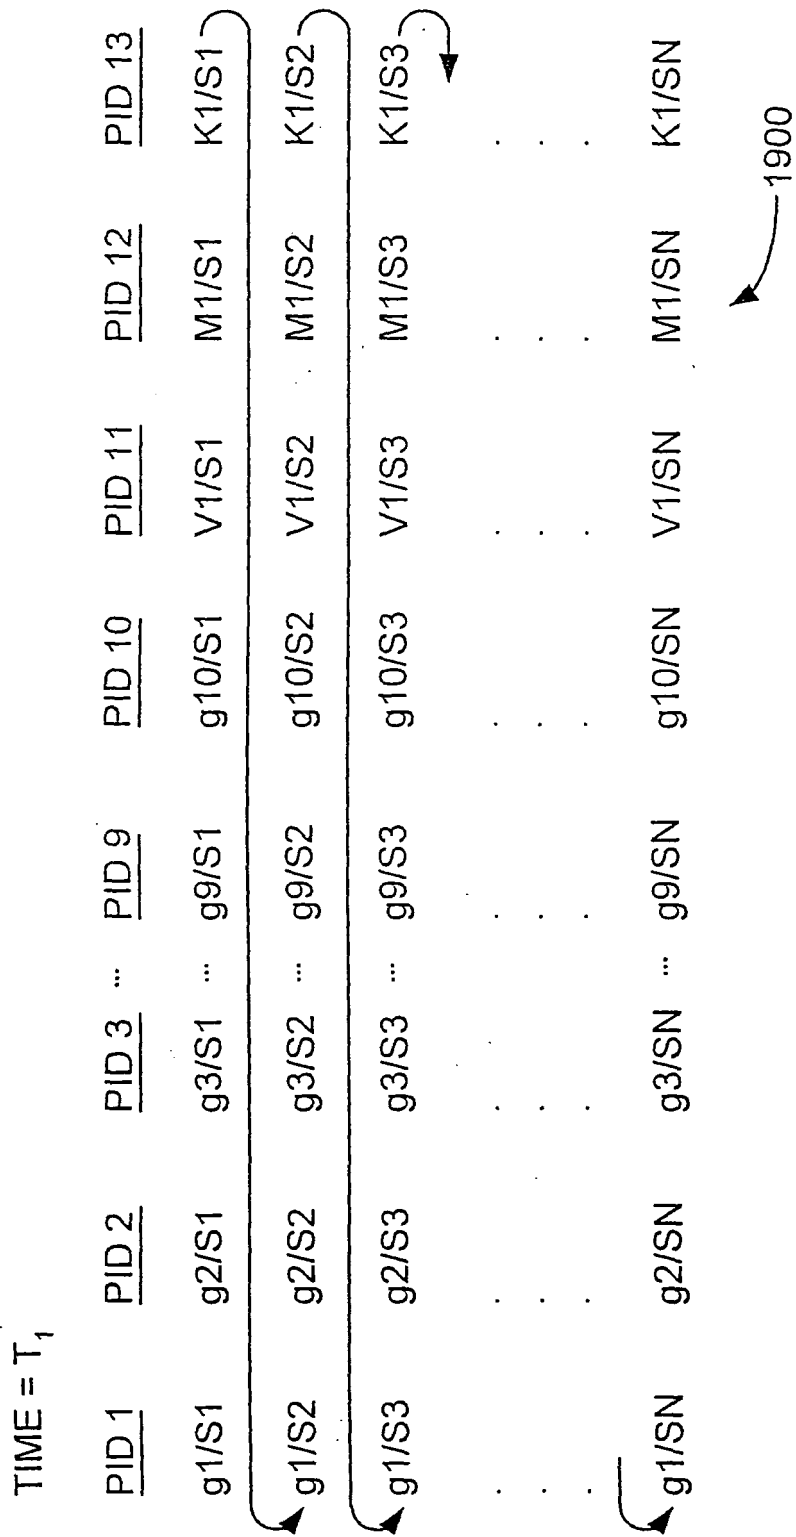 TIME = T1
PID 1 PID 2 PID 3 ... PID 9 PID 10 PID 11 PID 12 PID 13
g1/S1 g2/S1 g3/S1 ... g9/S1 g10/S1 V1/S1 M1/S1 K1/S1
g1/S2 g2/S2 g3/S2 ... g9/S2 g10/S2 V1/S2 M1/S2 K1/S2
g1/S3 g2/S3 g3/S3 ... g9/S3 g10/S3 V1/S3 M1/S3 K1/S3
. . . . . . . .
. . . . . . . .
. . . . . . . .
g1/SN g2/SN g3/SN ... g9/SN g10/SN V1/SN M1/SN K1/SN
1900